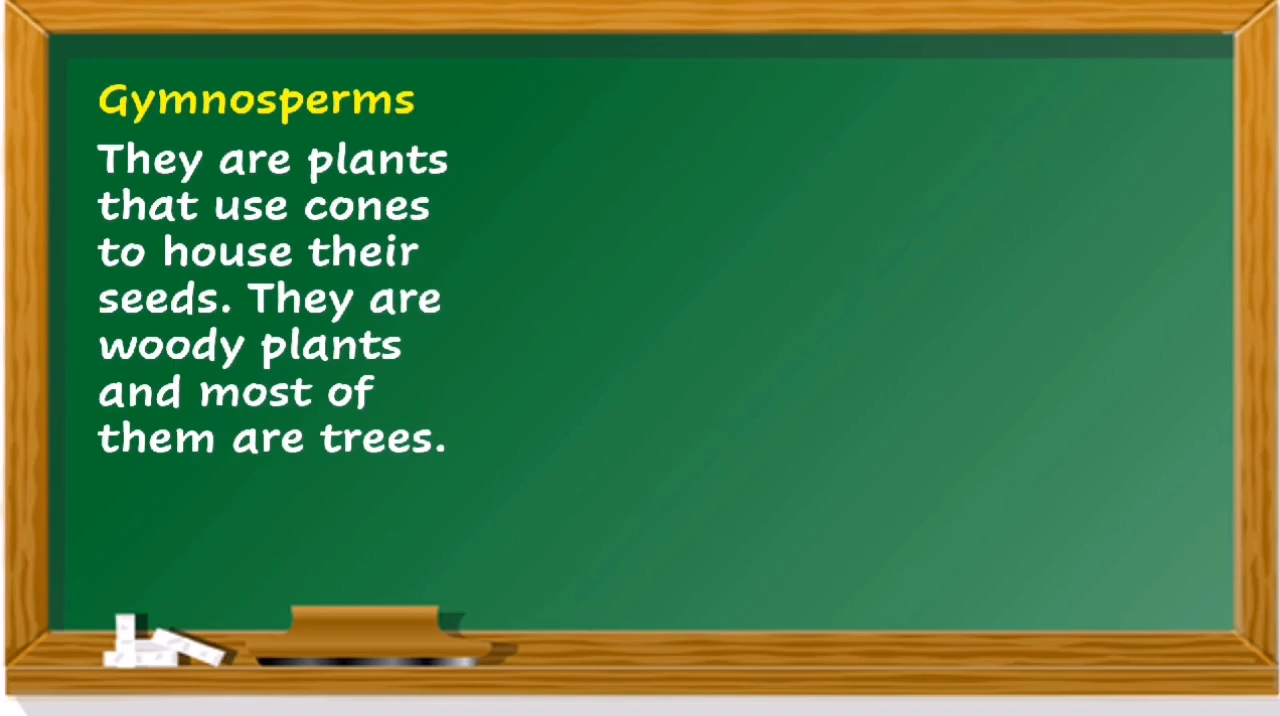 Gymnosperms
They are plants
that use cones
to house their
seeds. They are
woody plants
and most of
them are trees.